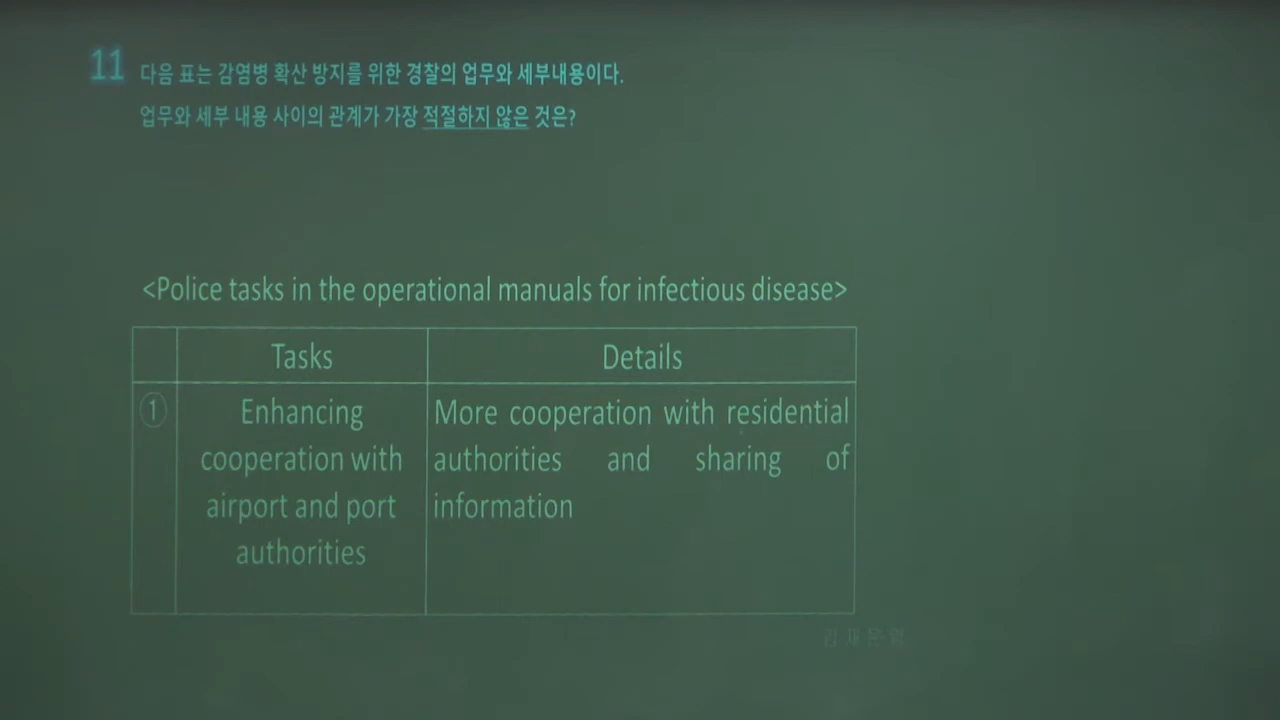 11 다음 표는 감염병 확산 방지를 위한 경찰의 업무와 세부내용이다.
업무와 세부 내용 사이의 관계가 가장 적절하지 않은 것은?
<Police tasks in the operational manuals for infectious disease>
Tasks Details
① Enhancing cooperation with airport and port authorities
More cooperation with residential
authorities and sharing of
information